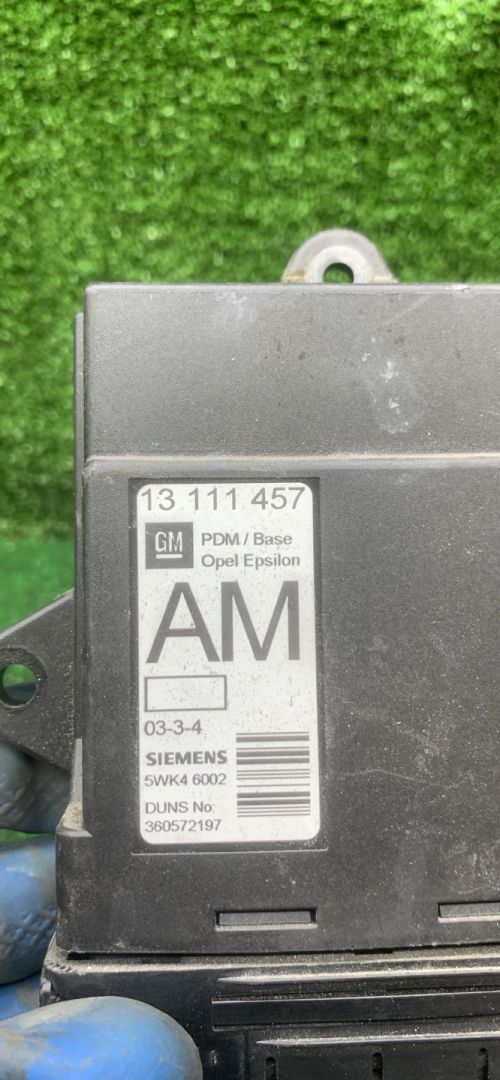 13 111 457
GM PDM / Base
Opel Epsilon
AM
03-3-4
SIEMENS
5WK4 6002
DUNS No:
360572197